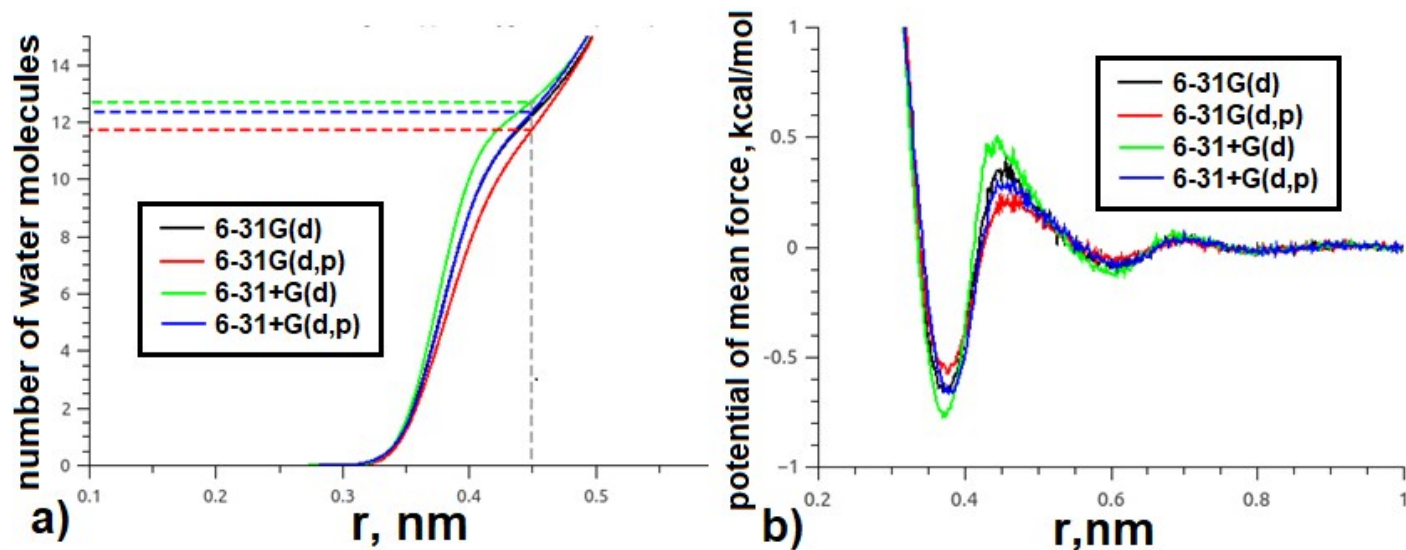 number of water molecules
14
12
10
8
6
4
2
0
6-31G(d)
6-31G(d,p)
6-31+G(d)
6-31+G(d,p)
0.1
0.2
0.3
0.4
0.5
r, nm
a)
potential of mean force, kcal/mol
1
0.5
0
-0.5
-1
6-31G(d)
6-31G(d,p)
6-31+G(d)
6-31+G(d,p)
0.2
0.4
0.6
0.8
1
r,nm
b)